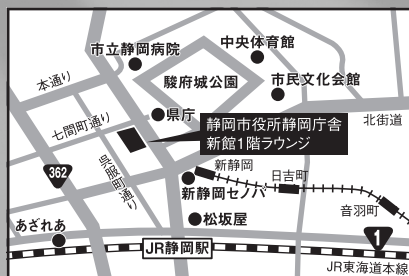 市立静岡病院
中央体育館
本通り
駿府城公園
市民文化会館
県庁
七間町通り
静岡市役所静岡庁舎
新館1階ラウンジ
北街道
呉服町通り
362
新静岡
日吉町
新静岡セノバ
音羽町
あざれあ
松坂屋
1
JR静岡駅
JR東海道本線